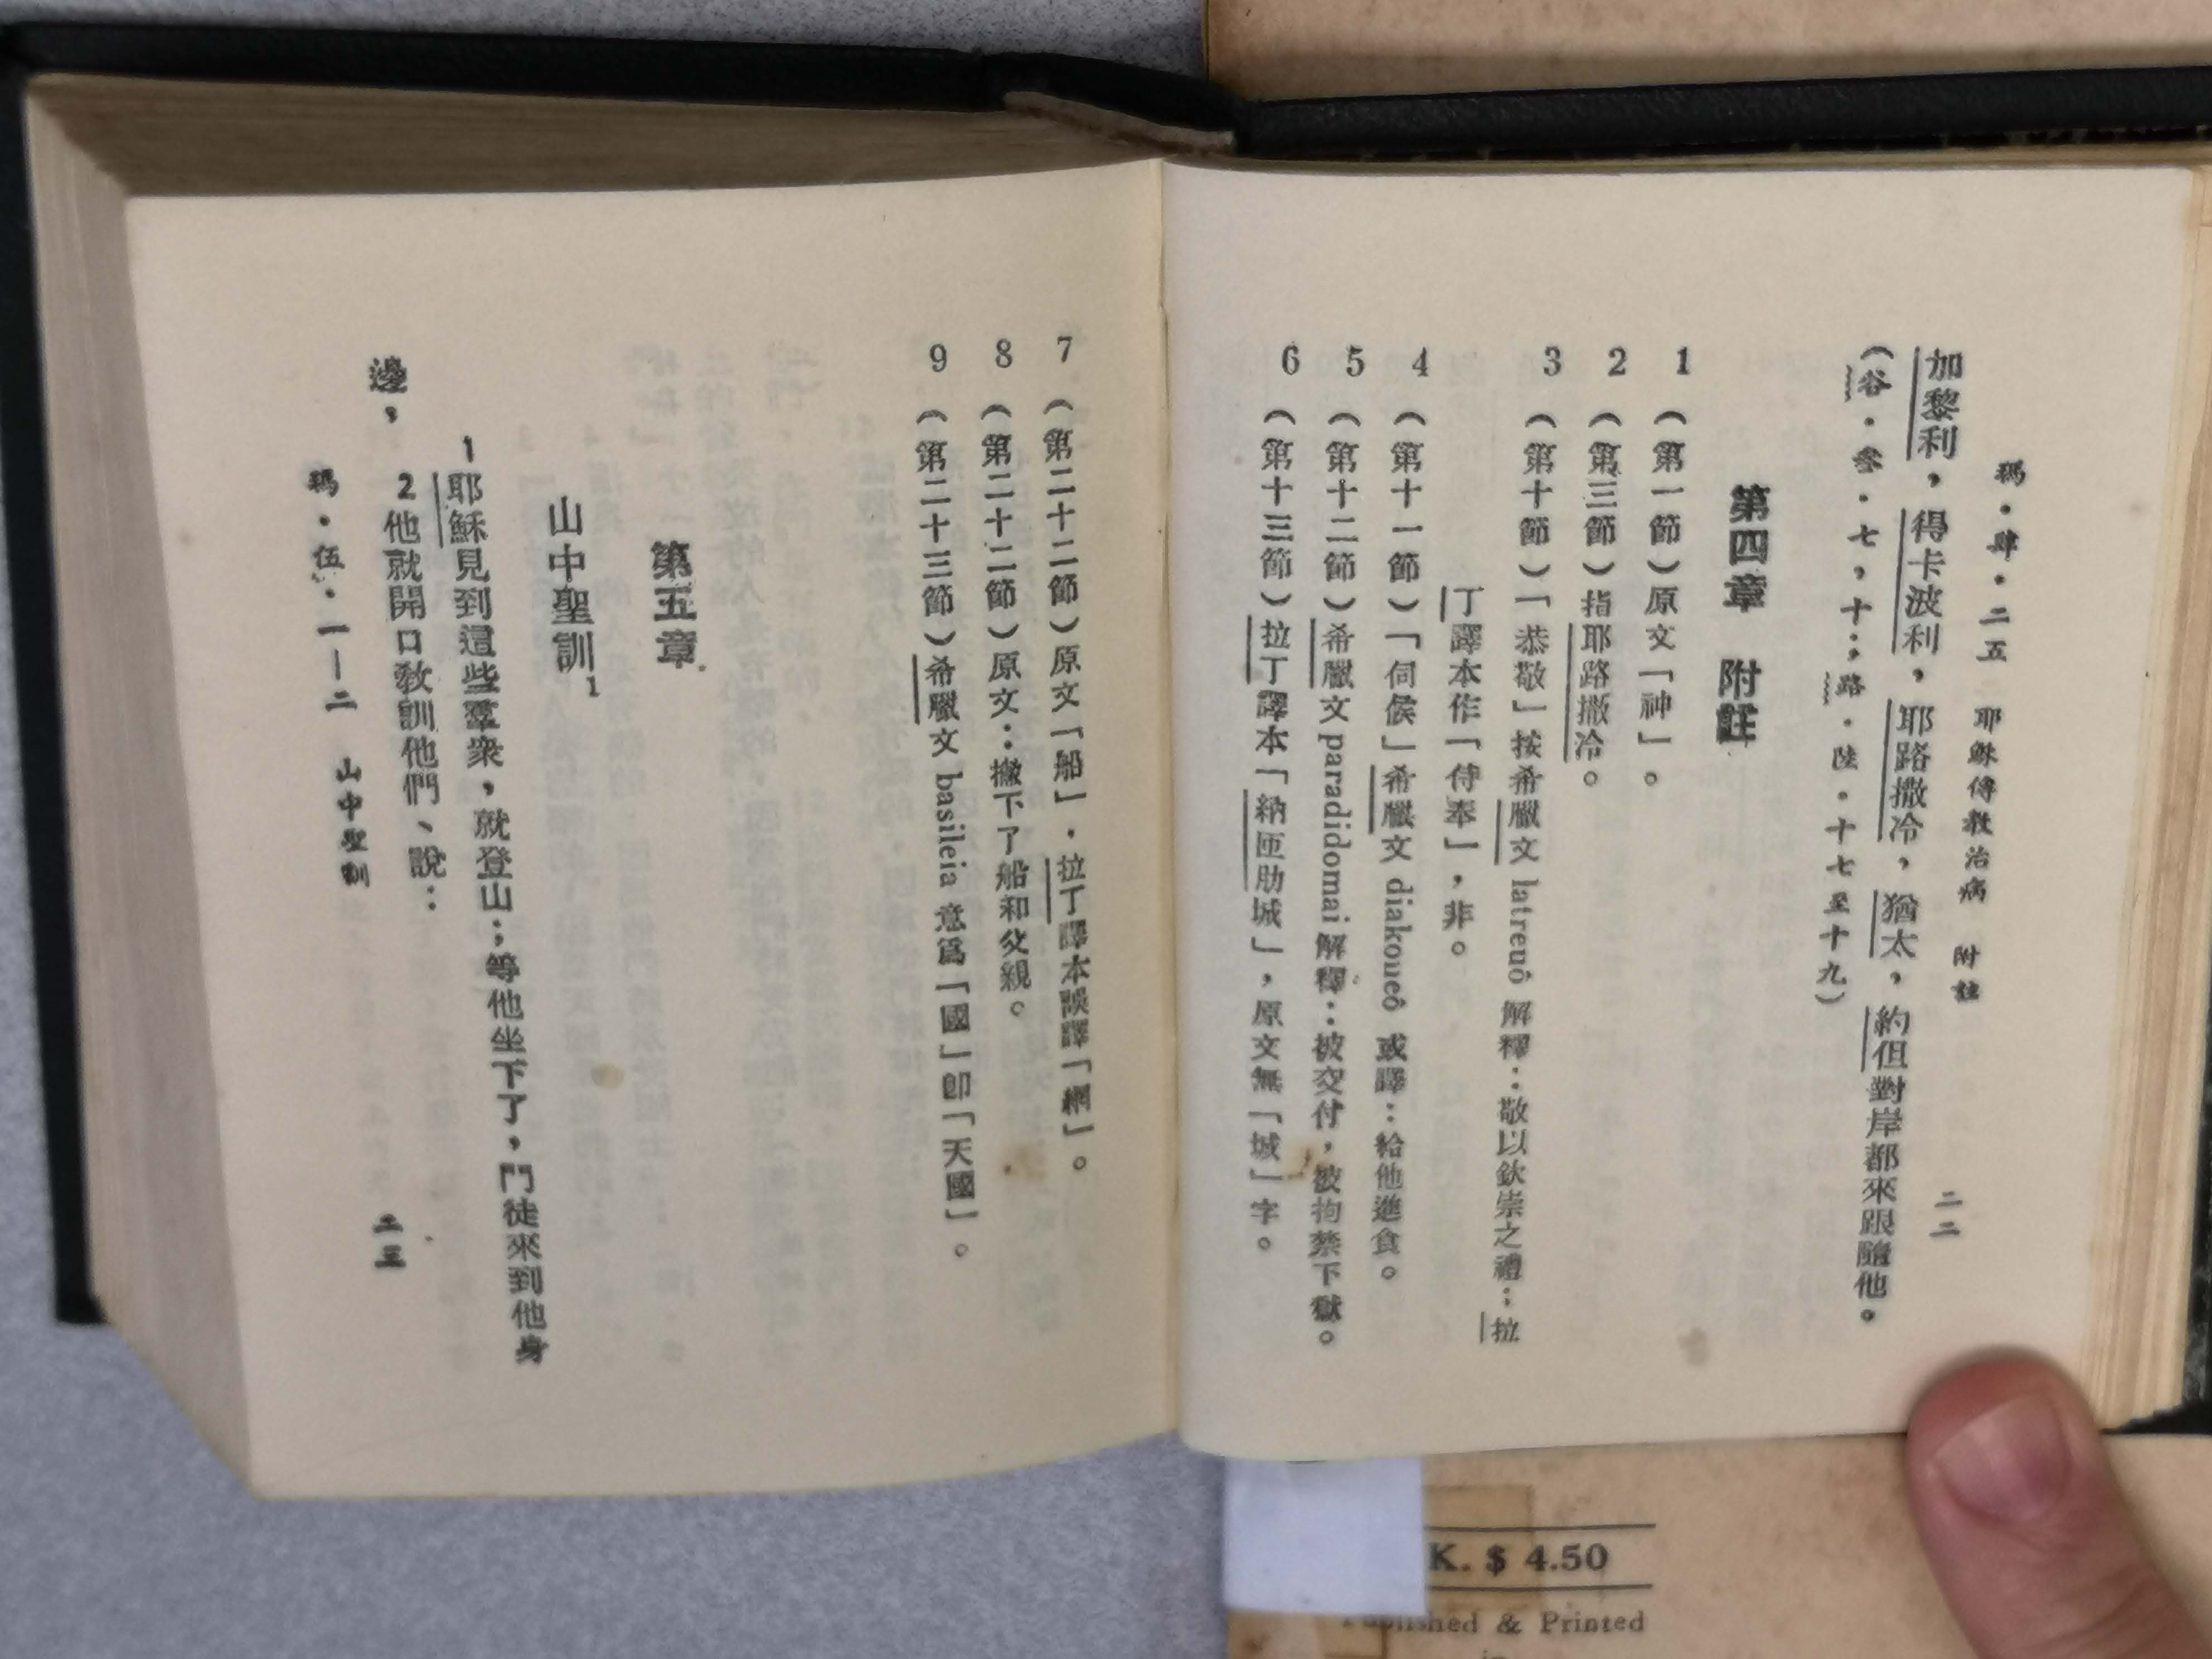 瑪．肆．二五　耶穌傳教治病　附註　二二
加黎利，得卡波利，耶路撒冷，猶太，約但對岸都來跟隨他。
（谷．叄．七，十；路．陸．十七至十九）
第四章　附註
1（第一節）原文「神」。
2（第三節）指耶路撒冷。
3（第十節）「恭敬」按希臘文 latreuô 解釋：敬以欽崇之禮；拉
丁譯本作「侍奉」，非。
4（第十一節）「伺候」希臘文 diakoueô 或譯：給他進食。
5（第十二節）希臘文 paradidomai 解釋：被交付，被拘禁下獄。
6（第十三節）拉丁譯本「納匝肋城」，原文無「城」字。
7（第二十二節）原文「船」．拉丁譯本誤譯「網」。
8（第二十二節）原文：撇下了船和父親。
9（第二十三節）希臘文 basileia 意爲「國」卽「天國」。
第五章
山中聖訓1
1耶穌見到這些羣衆，就登山；等他坐下了，門徒來到他身
邊，2他就開口敎訓他們、說：
瑪．伍．一—二　山中聖訓　二三
K. $ 4.50
Published & Printed
in